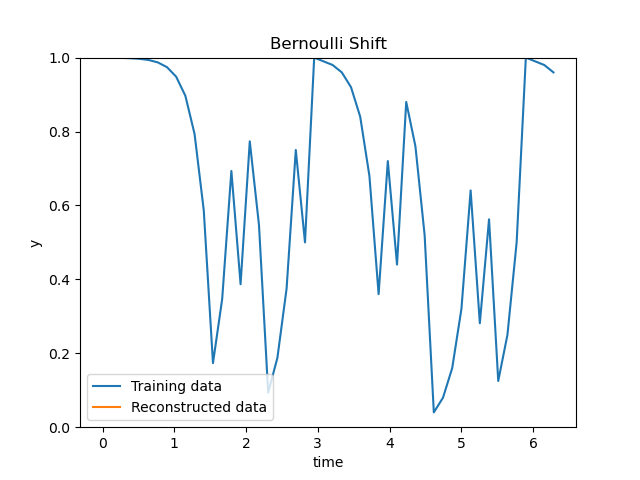 Bernoulli Shift
1.0
0.8
0.6
0.4
0.2
0.0
y
Training data
Reconstructed data
0 1 2 3 4 5 6
time